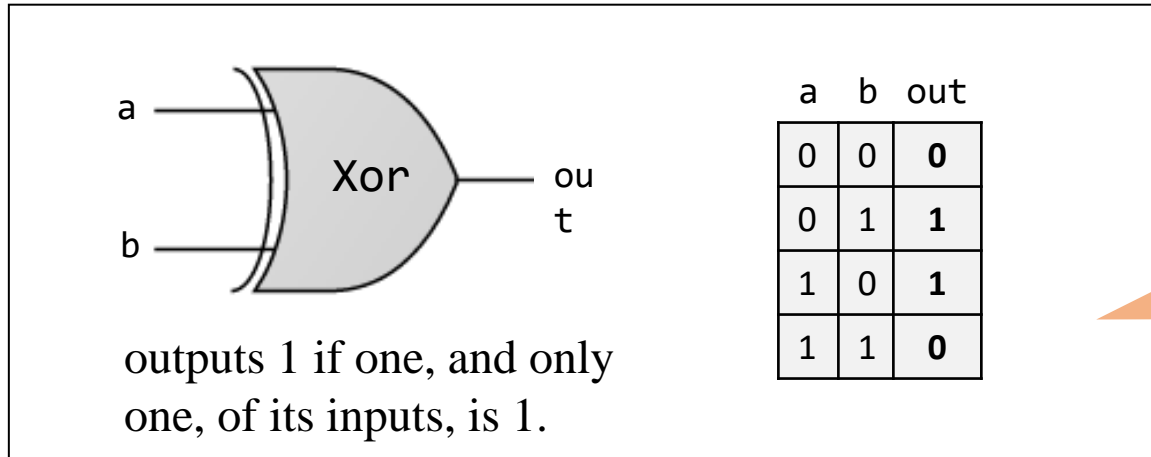 a
b
Xor
ou
t
outputs 1 if one, and only
one, of its inputs, is 1.
a b out
0 0 0
0 1 1
1 0 1
1 1 0